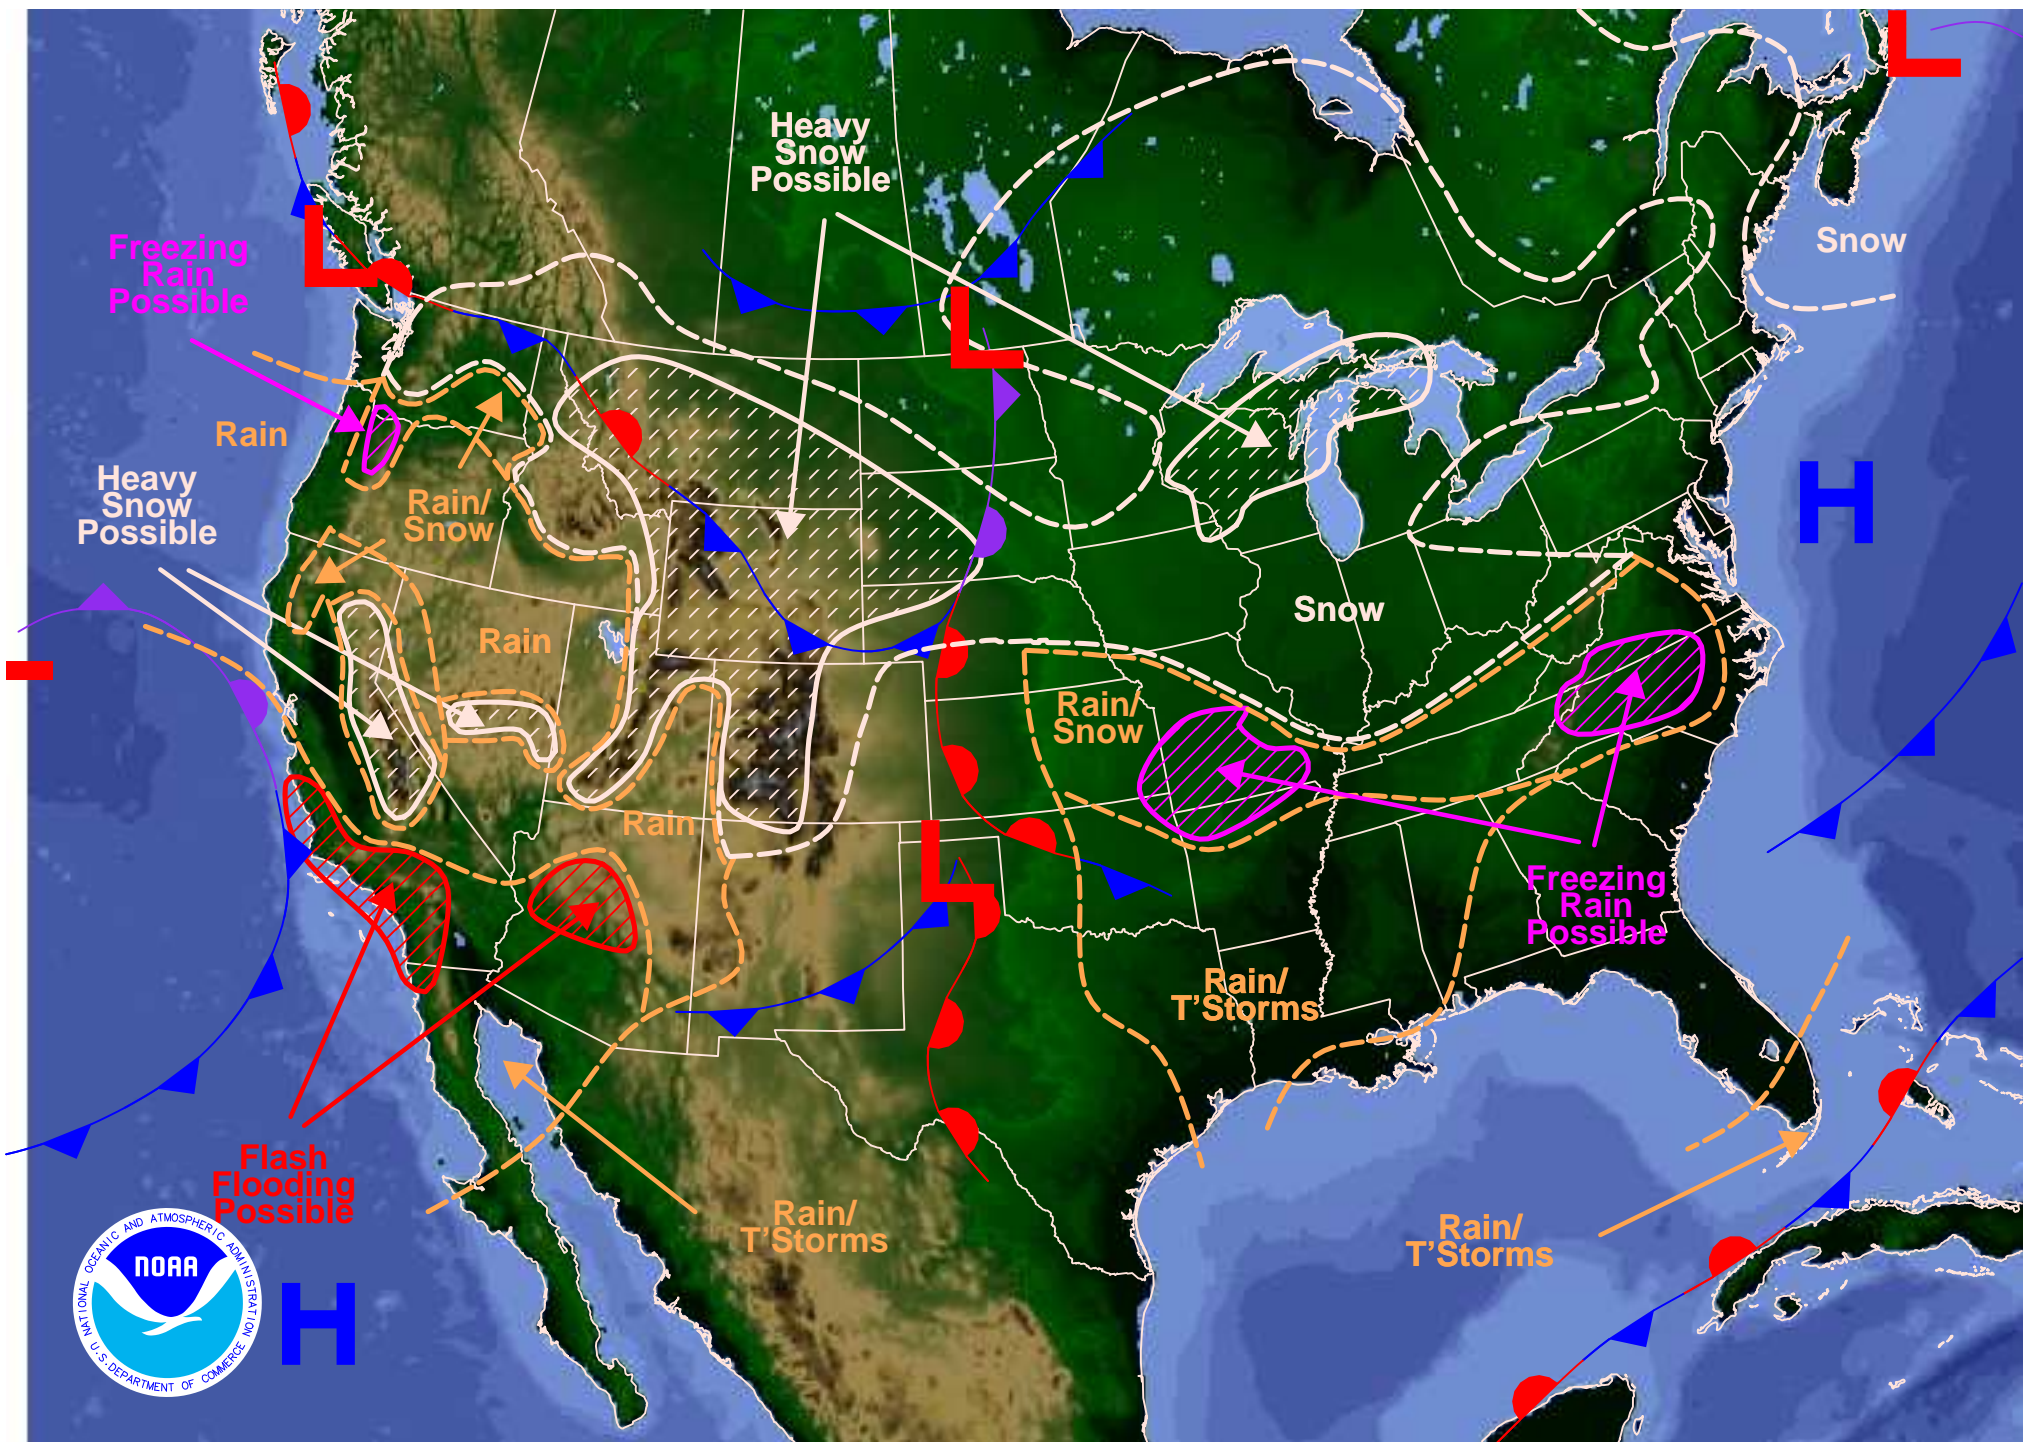 L
Heavy
Snow
Possible
Freezing
Rain
Possible
L
Snow
L
Rain
Heavy
Snow
Possible
Rain/
Snow
H
Snow
Rain
Rain/
Snow
Rain
L
Freezing
Rain
Possible
Rain/
T'Storms
Flash
Flooding
Possible
Rain/
T'Storms
Rain/
T'Storms
H
NATIONAL OCEANIC AND ATMOSPHERIC ADMINISTRATION
NOAA
U.S. DEPARTMENT OF COMMERCE